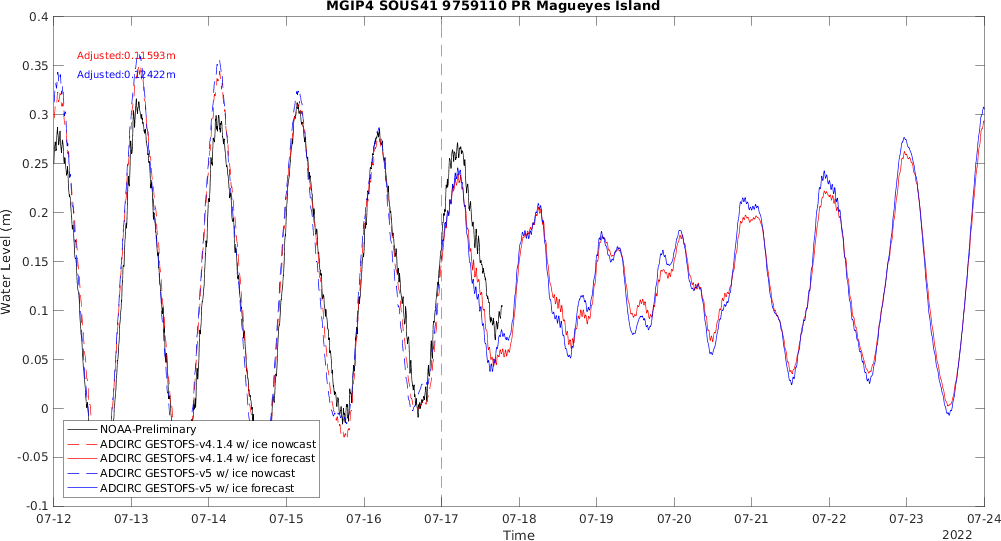 MGIP4 SOUS41 9759110 PR Magueyes Island
Adjusted:0.11593m
Adjusted:0.12422m
Water Level (m)
0.4
0.35
0.3
0.25
0.2
0.15
0.1
0.05
0
-0.05
-0.1
NOAA-Preliminary
ADCIRC GESTOFS-v4.1.4 w/ ice nowcast
ADCIRC GESTOFS-v4.1.4 w/ ice forecast
ADCIRC GESTOFS-v5 w/ ice nowcast
ADCIRC GESTOFS-v5 w/ ice forecast
07-12 07-13 07-14 07-15 07-16 07-17 07-18 07-19 07-20 07-21 07-22 07-23 07-24
Time
2022